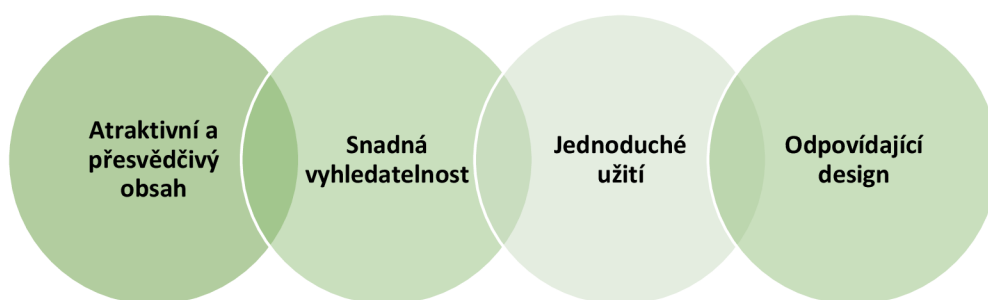 Atraktivní a
přesvědčivý
obsah
Snadná
vyhledatelnost
Jednoduché
užití
Odpovídající
design